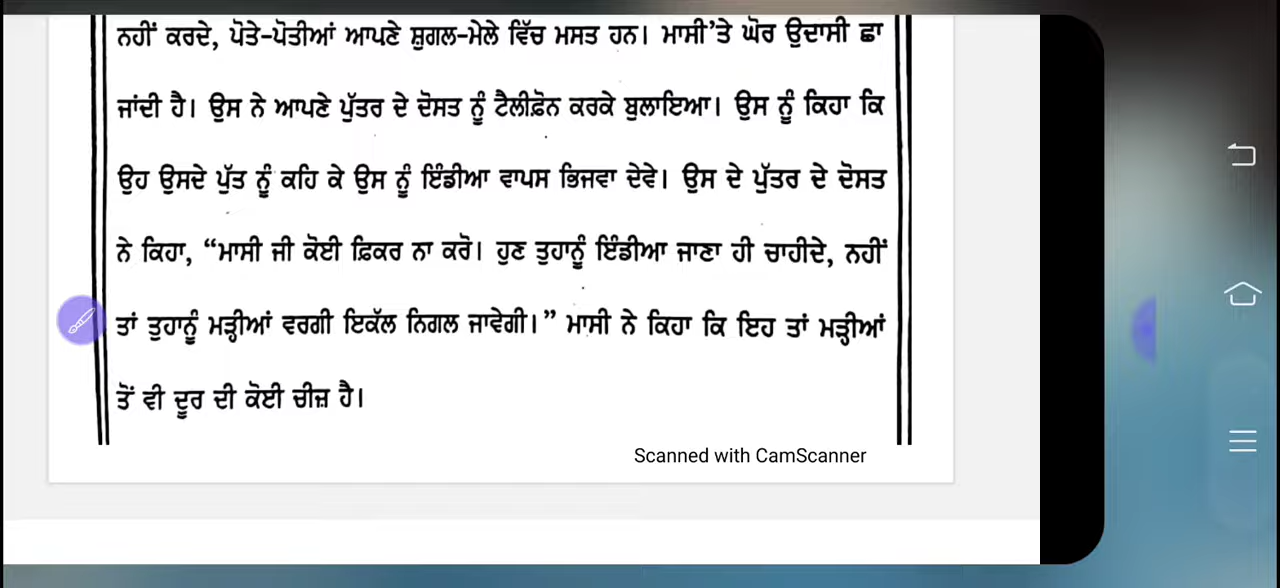 ਨਹੀਂ ਕਰਦੇ, ਪੋਤੇ-ਪੋਤੀਆਂ ਆਪਣੇ ਸ਼ੁਗਲ-ਮੇਲੇ ਵਿੱਚ ਮਸਤ ਹਨ। ਮਾਸੀ'ਤੇ ਘੋਰ ਉਦਾਸੀ ਛਾ
ਜਾਂਦੀ ਹੈ। ਉਸ ਨੇ ਆਪਣੇ ਪੁੱਤਰ ਦੇ ਦੋਸਤ ਨੂੰ ਟੈਲੀਫ਼ੋਨ ਕਰਕੇ ਬੁਲਾਇਆ। ਉਸ ਨੂੰ ਕਿਹਾ ਕਿ
ਉਹ ਉਸਦੇ ਪੁੱਤ ਨੂੰ ਕਹਿ ਕੇ ਉਸ ਨੂੰ ਇੰਡੀਆ ਵਾਪਸ ਭਿਜਵਾ ਦੇਵੇ। ਉਸ ਦੇ ਪੁੱਤਰ ਦੇ ਦੋਸਤ
ਨੇ ਕਿਹਾ, “ਮਾਸੀ ਜੀ ਕੋਈ ਫ਼ਿਕਰ ਨਾ ਕਰੋ। ਹੁਣ ਤੁਹਾਨੂੰ ਇੰਡੀਆ ਜਾਣਾ ਹੀ ਚਾਹੀਦੇ, ਨਹੀਂ
ਤਾਂ ਤੁਹਾਨੂੰ ਮੜ੍ਹੀਆਂ ਵਰਗੀ ਇਕੱਲ ਨਿਗਲ ਜਾਵੇਗੀ।” ਮਾਸੀ ਨੇ ਕਿਹਾ ਕਿ ਇਹ ਤਾਂ ਮੜ੍ਹੀਆਂ
ਤੋਂ ਵੀ ਦੂਰ ਦੀ ਕੋਈ ਚੀਜ਼ ਹੈ।
Scanned with CamScanner